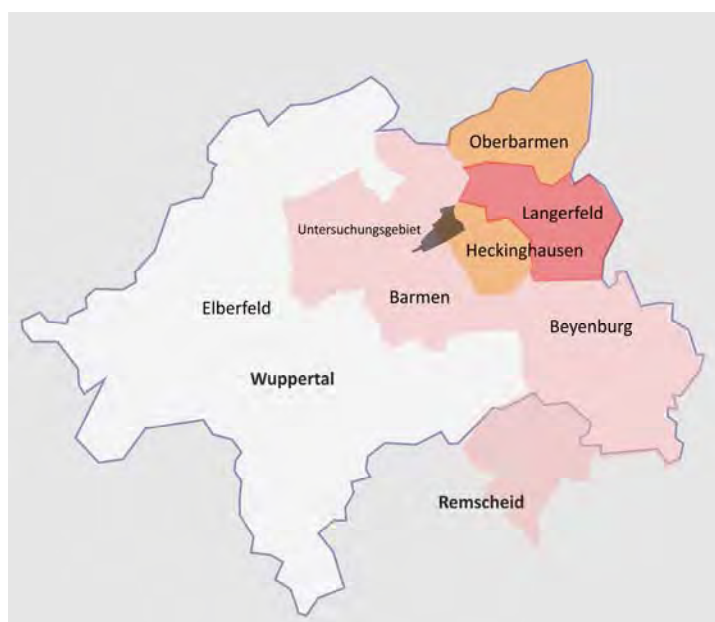 Oberbarmen
Langerfeld
Untersuchungsgebiet
Heckinghausen
Barmen
Elberfeld
Beyenburg
Wuppertal
Remscheid